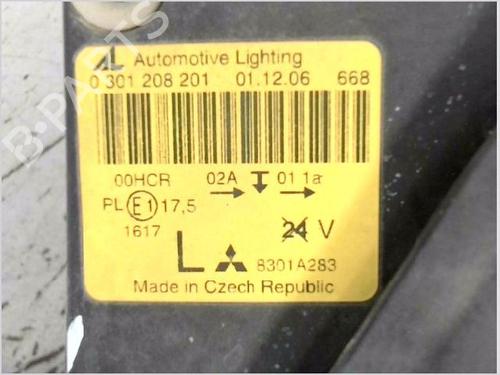 AL Automotive Lighting
0 301 208 201 01.12.06 668
00HCR 02A 01 1a
PL E1 17,5
1617
24 V
L 8301A283
Made in Czech Republic
B-PARTS